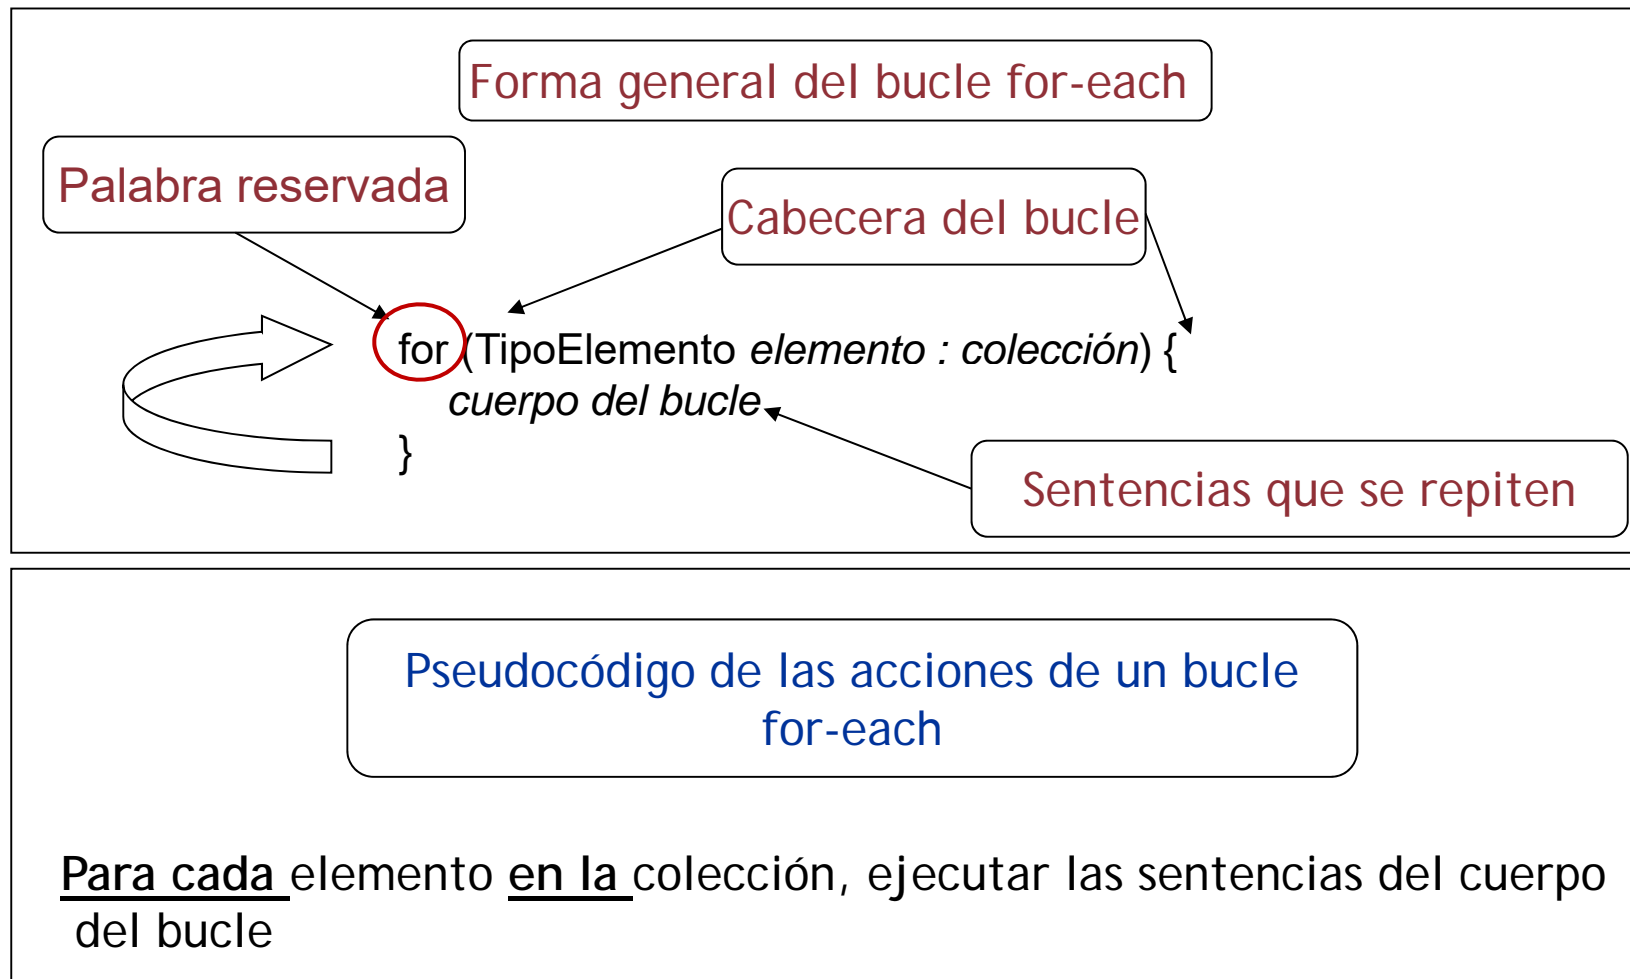 Forma general del bucle for-each
Palabra reservada
Cabecera del bucle
for (TipoElemento elemento : colección) {
cuerpo del bucle
}
Sentencias que se repiten
Pseudocódigo de las acciones de un bucle
for-each
Para cada elemento en la colección, ejecutar las sentencias del cuerpo
del bucle